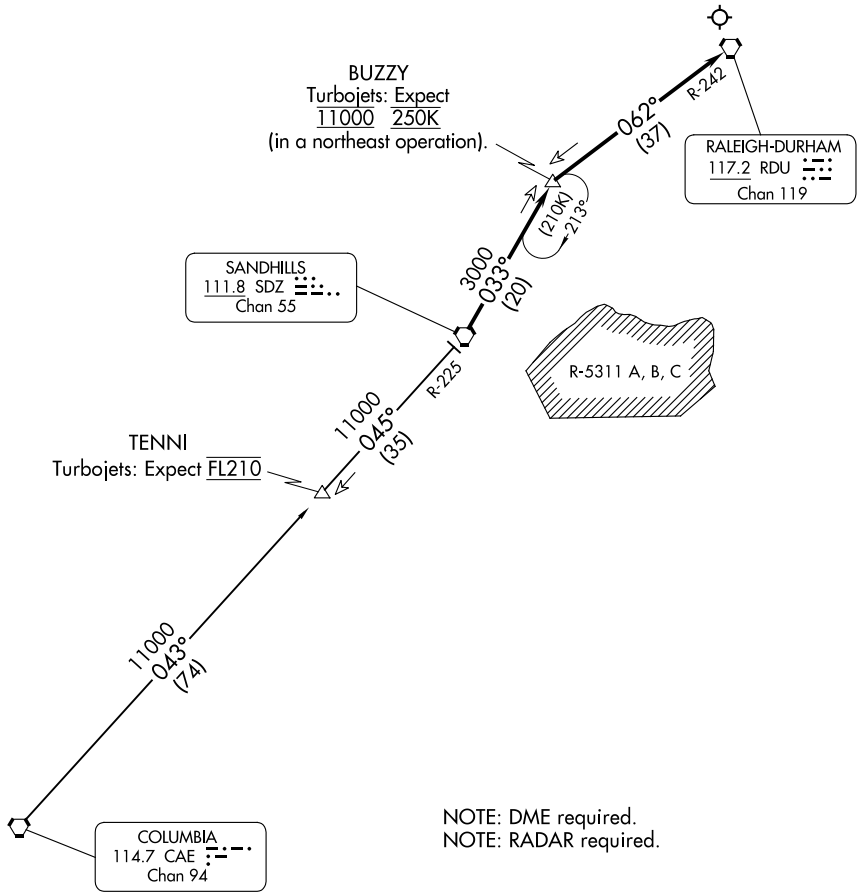 BUZZY
Turbojets: Expect
11000 250K
(in a northeast operation).
R-242
062°
(37)
RALEIGH-DURHAM
117.2 RDU
Chan 119
(210K)
213°
SANDHILLS
111.8 SDZ
Chan 55
3000
033°
(20)
R-5311 A, B, C
R-225
11000
045°
(35)
TENNI
Turbojets: Expect FL210
11000
043°
(74)
COLUMBIA
114.7 CAE
Chan 94
NOTE: DME required.
NOTE: RADAR required.